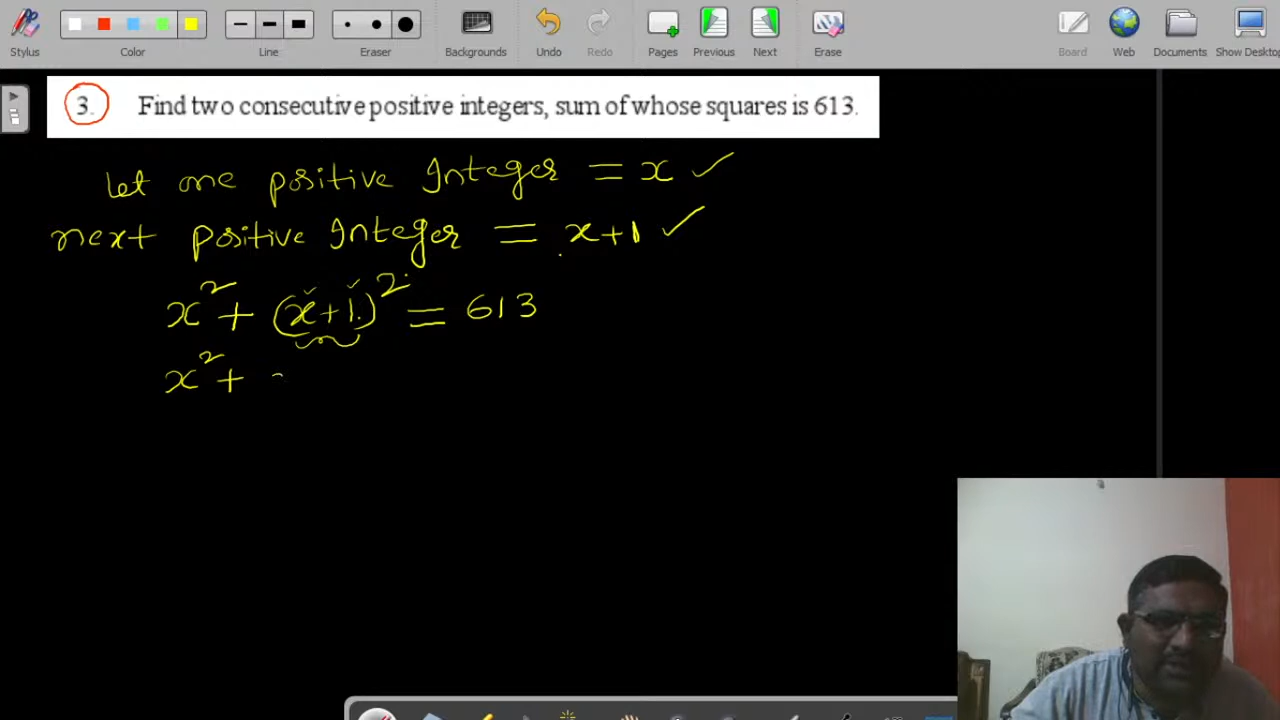 Stylus Color Line Eraser Backgrounds Undo Redo Pages Previous Next Erase Board Web Documents Show Desktop
3. Find two consecutive positive integers, sum of whose squares is 613.
let one positive Integer = x ✓
next positive Integer = x+1 ✓
x² + (x+1)² = 613
x² +